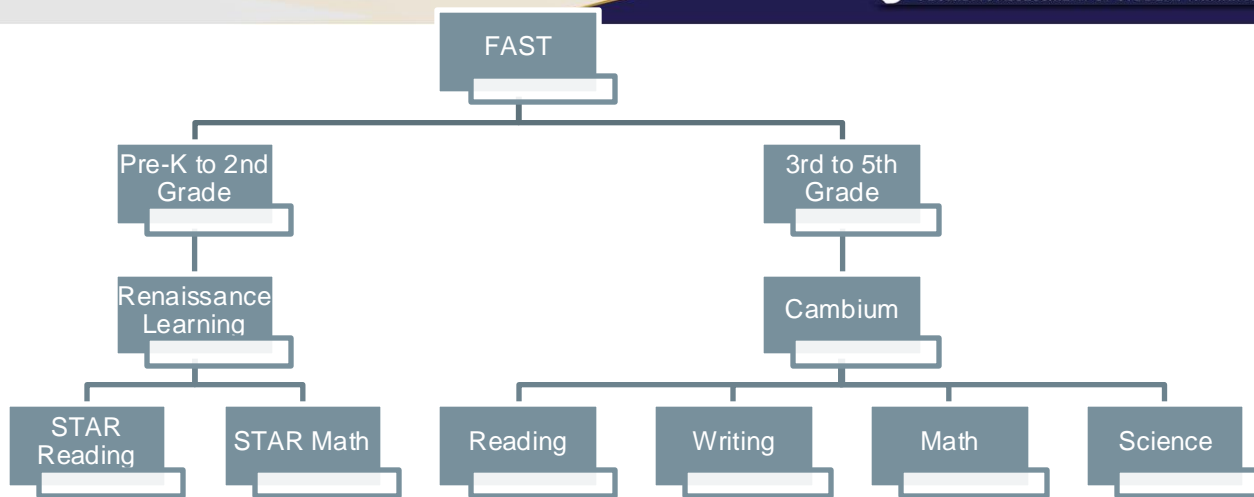 FAST
Pre-K to 2nd
Grade
3rd to 5th
Grade
Renaissance
Learning
Cambium
STAR
Reading
STAR Math
Reading
Writing
Math
Science